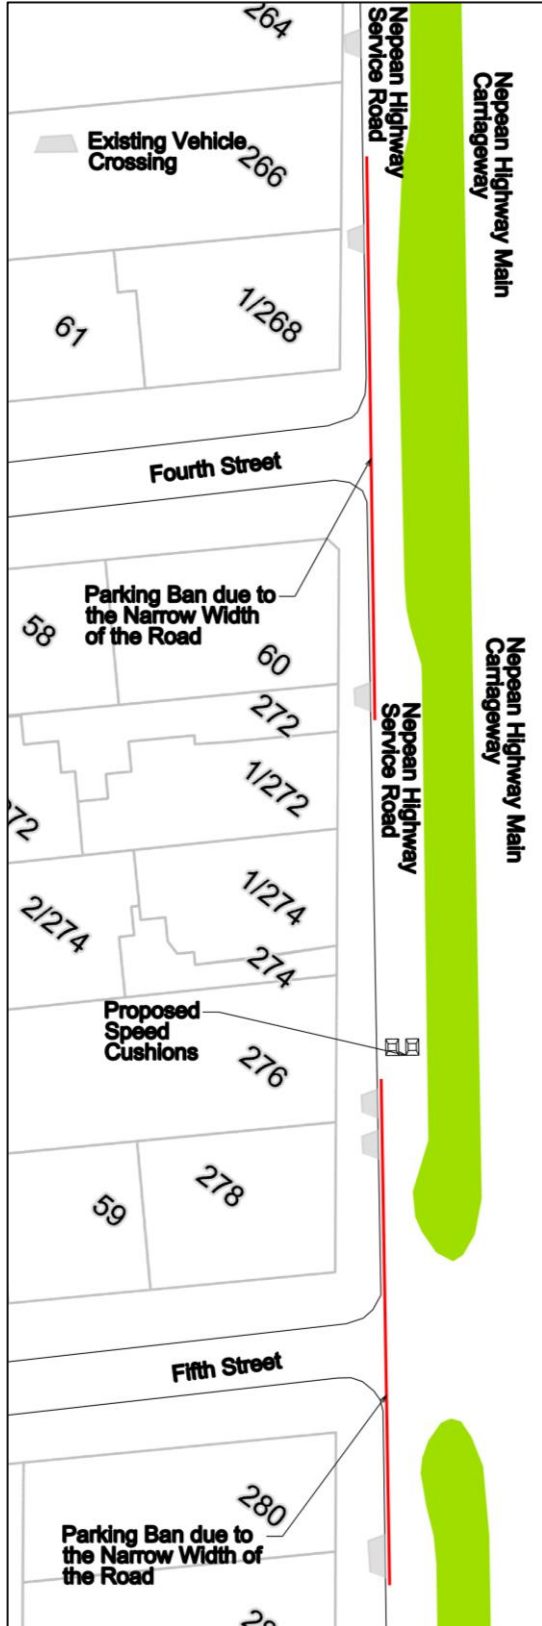 264
Nepean Highway
Service Road
Nepean Highway Main
Carriageway
Existing Vehicle
Crossing
266
61
1/268
Fourth Street
Parking Ban due to
the Narrow Width
of the Road
58
60
Nepean Highway Main
Carriageway
272
Nepean Highway
Service Road
1/272
272
1/274
2/274
274
Proposed
Speed
Cushions
276
278
59
Fifth Street
280
Parking Ban due to
the Narrow Width of
the Road